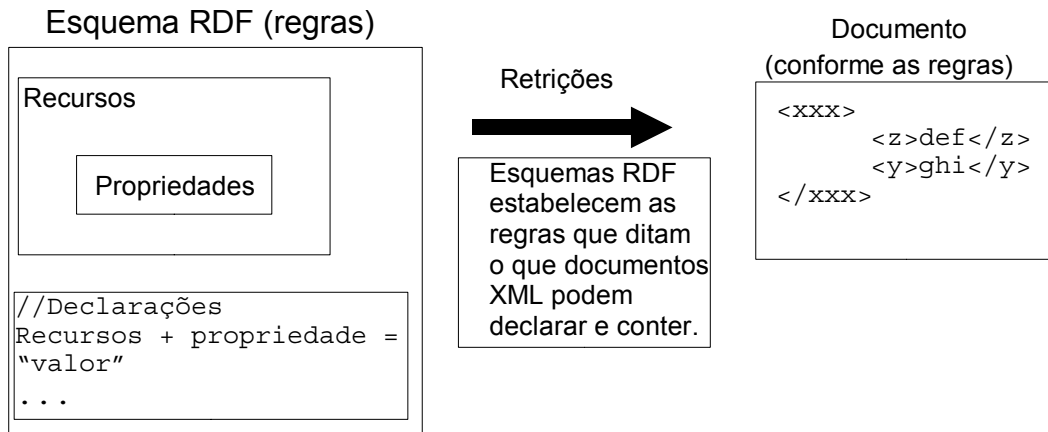 Esquema RDF (regras)
Recursos
Propriedades
//Declarações
Recursos + propriedade =
“valor”
...
Retrições
Esquemas RDF
estabelecem as
regras que ditam
o que documentos
XML podem
declarar e conter.
Documento
(conforme as regras)
<xxx>
<z>def</z>
<y>ghi</y>
</xxx>